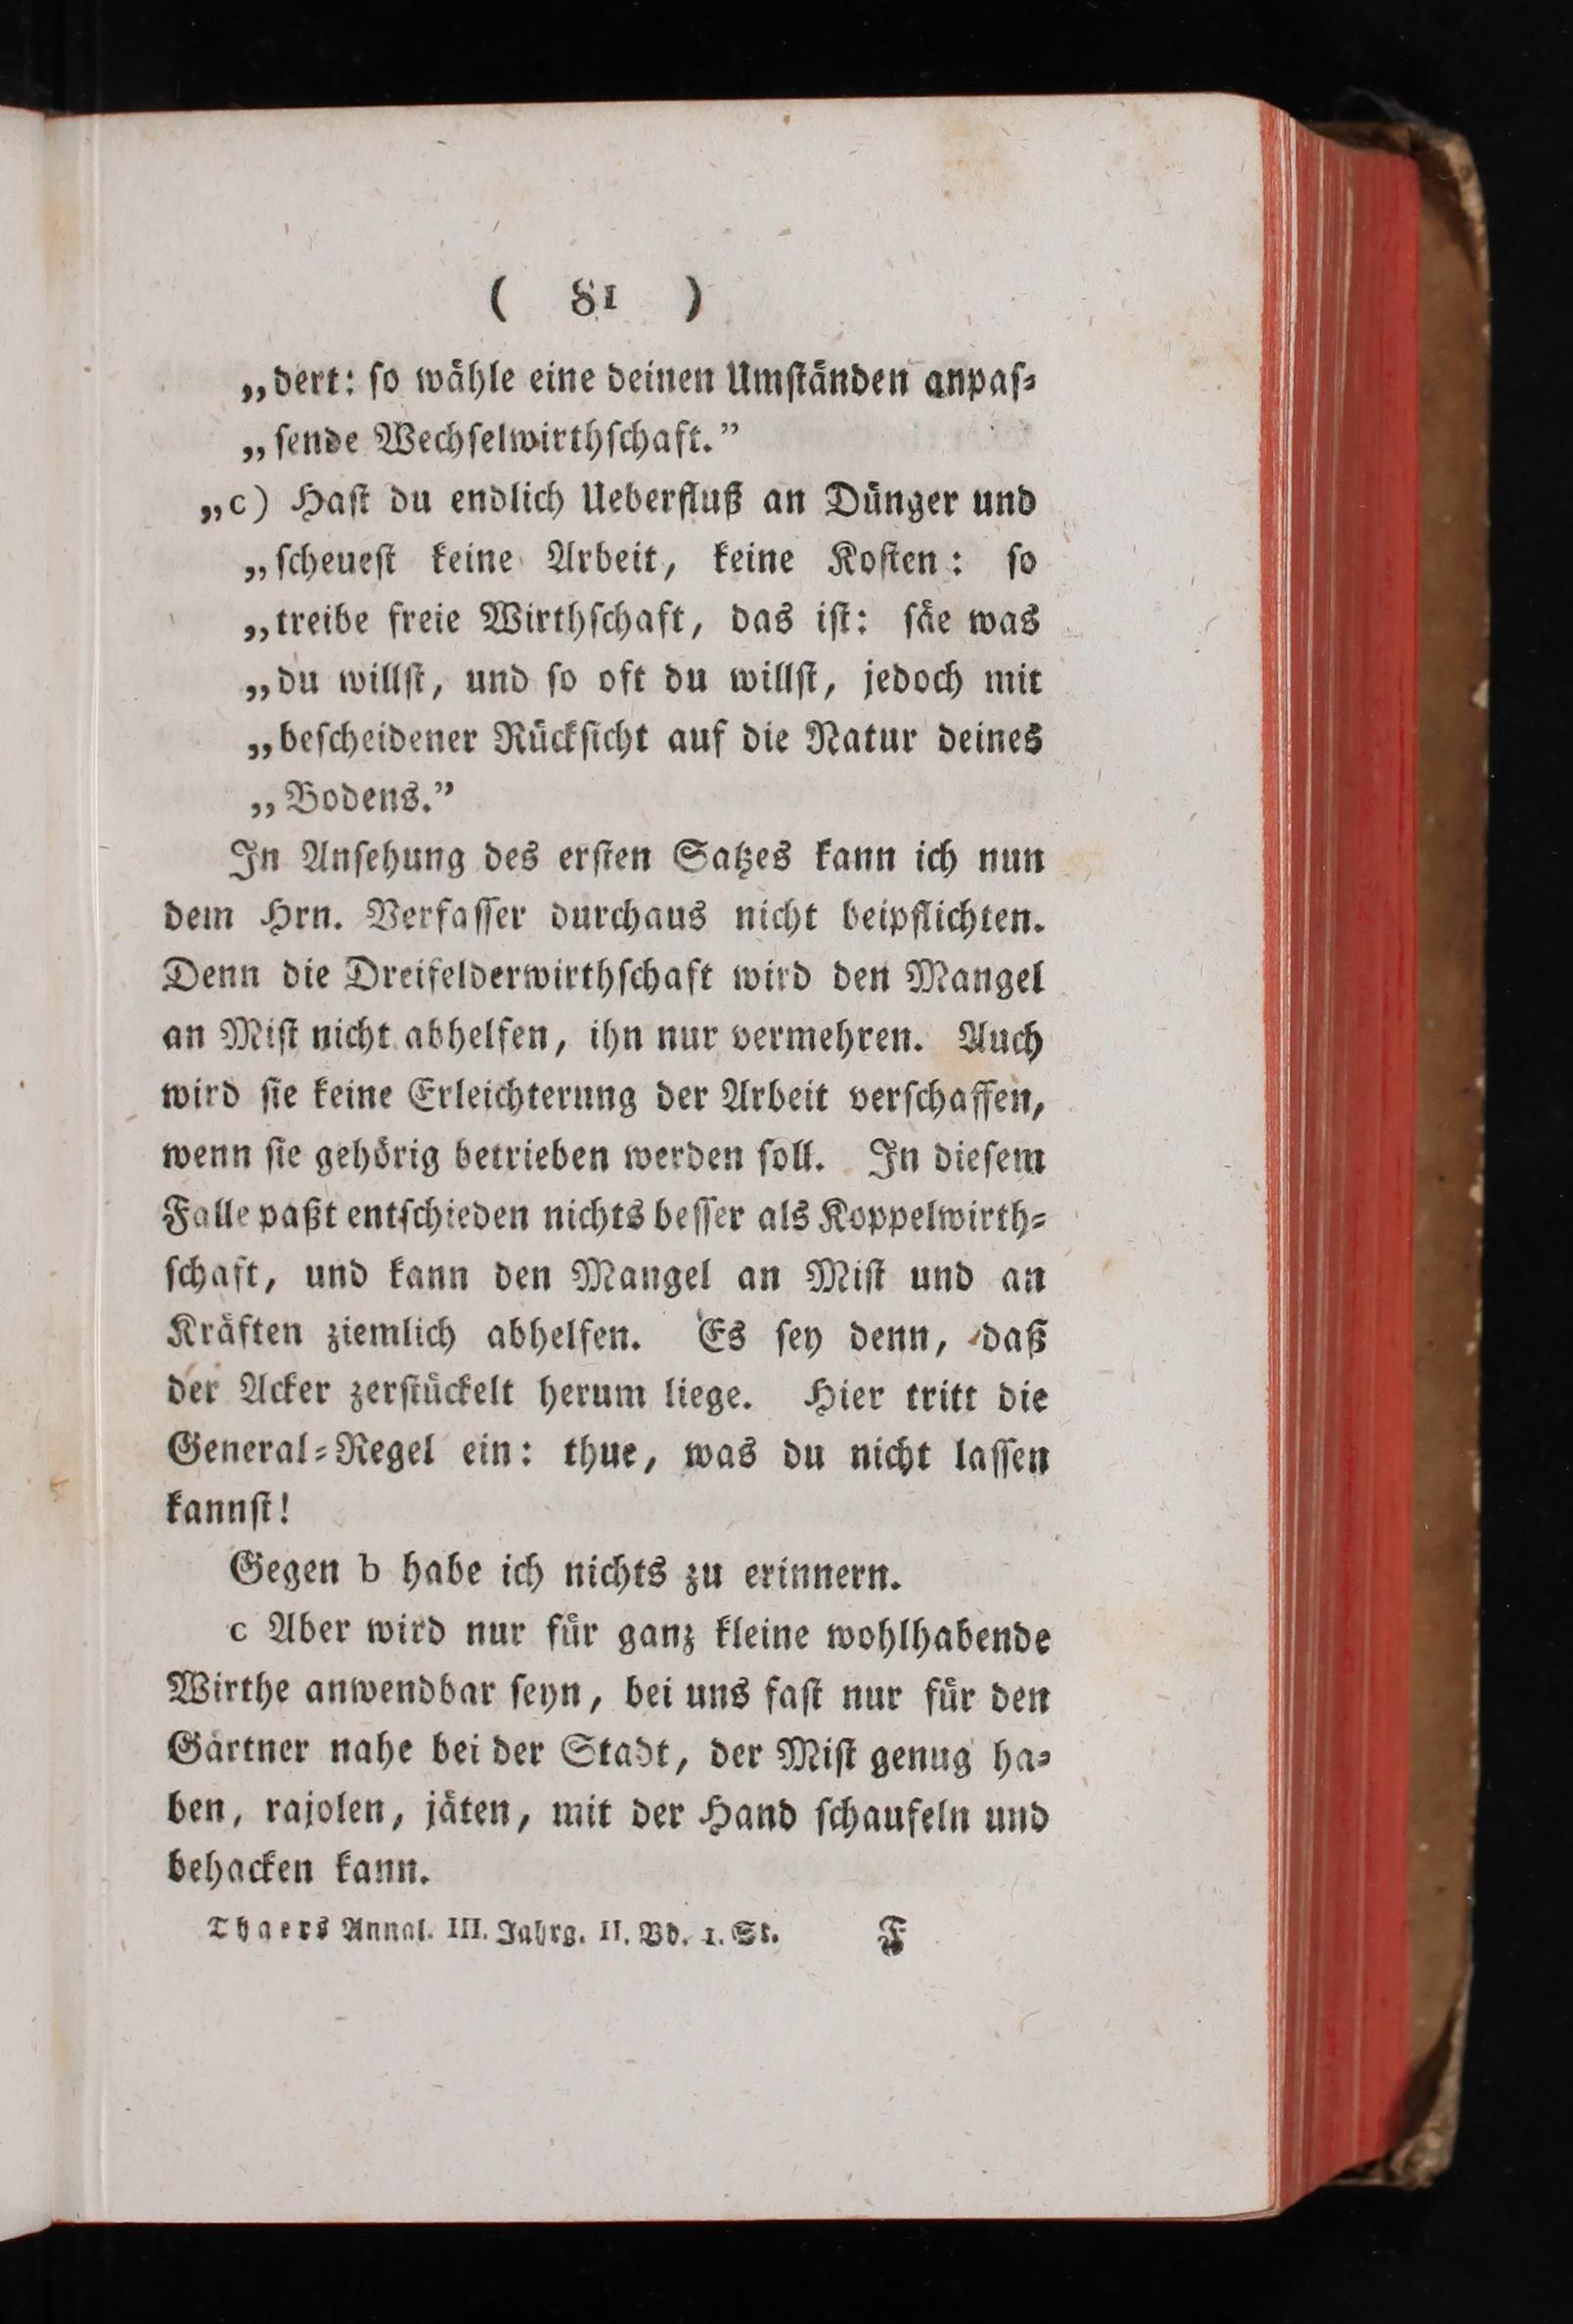 ( 81 )
„dert: ſo wähle eine deinen Umſtänden anpaſ⸗
„ſende Wechſelwirthſchaft.”
„c) Haſt du endlich Ueberfluß an Dünger und
„ſcheueſt keine Arbeit, keine Koſten: ſo
„treibe freie Wirthſchaft, das iſt: ſäe was
„du willſt, und ſo oft du willſt, jedoch mit
„beſcheidener Rückſicht auf die Natur deines
„Bodens.”
In Anſehung des erſten Satzes kann ich nun
dem Hrn. Verfaſſer durchaus nicht beipflichten.
Denn die Dreifelderwirthſchaft wird den Mangel
an Miſt nicht abhelfen, ihn nur vermehren. Auch
wird ſie keine Erleichterung der Arbeit verſchaffen,
wenn ſie gehörig betrieben werden ſoll. In dieſem
Falle paßt entſchieden nichts beſſer als Koppelwirth⸗
ſchaft, und kann den Mangel an Miſt und an
Kräften ziemlich abhelfen. Es ſey denn, daß
der Acker zerſtückelt herum liege. Hier tritt die
General⸗Regel ein: thue, was du nicht laſſen
kannſt!
Gegen b habe ich nichts zu erinnern.
c Aber wird nur für ganz kleine wohlhabende
Wirthe anwendbar ſeyn, bei uns faſt nur für den
Gärtner nahe bei der Stadt, der Miſt genug ha⸗
ben, rajolen, jäten, mit der Hand ſchaufeln und
behacken kann.
Thaers Annal. III. Jahrg. II. Bd. 1. St. F